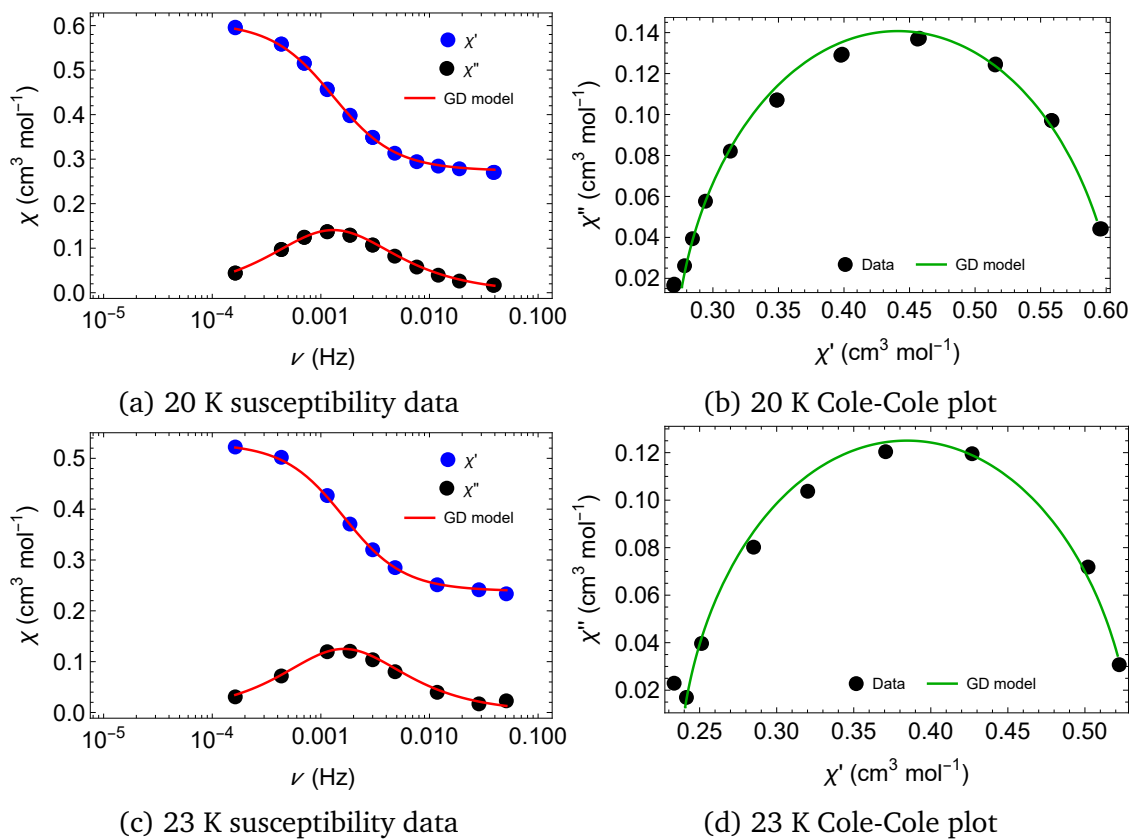 0.6
0.5
0.4
0.3
0.2
0.1
0.0
χ (cm³ mol⁻¹)
χ'
χ''
GD model
10⁻⁵ 10⁻⁴ 0.001 0.010 0.100
ν (Hz)
(a) 20 K susceptibility data
0.14
0.12
0.10
0.08
0.06
0.04
0.02
χ'' (cm³ mol⁻¹)
Data GD model
0.30 0.35 0.40 0.45 0.50 0.55 0.60
χ' (cm³ mol⁻¹)
(b) 20 K Cole-Cole plot
0.5
0.4
0.3
0.2
0.1
0.0
χ (cm³ mol⁻¹)
χ'
χ''
GD model
10⁻⁵ 10⁻⁴ 0.001 0.010 0.100
ν (Hz)
(c) 23 K susceptibility data
0.12
0.10
0.08
0.06
0.04
0.02
χ'' (cm³ mol⁻¹)
Data GD model
0.25 0.30 0.35 0.40 0.45 0.50
χ' (cm³ mol⁻¹)
(d) 23 K Cole-Cole plot